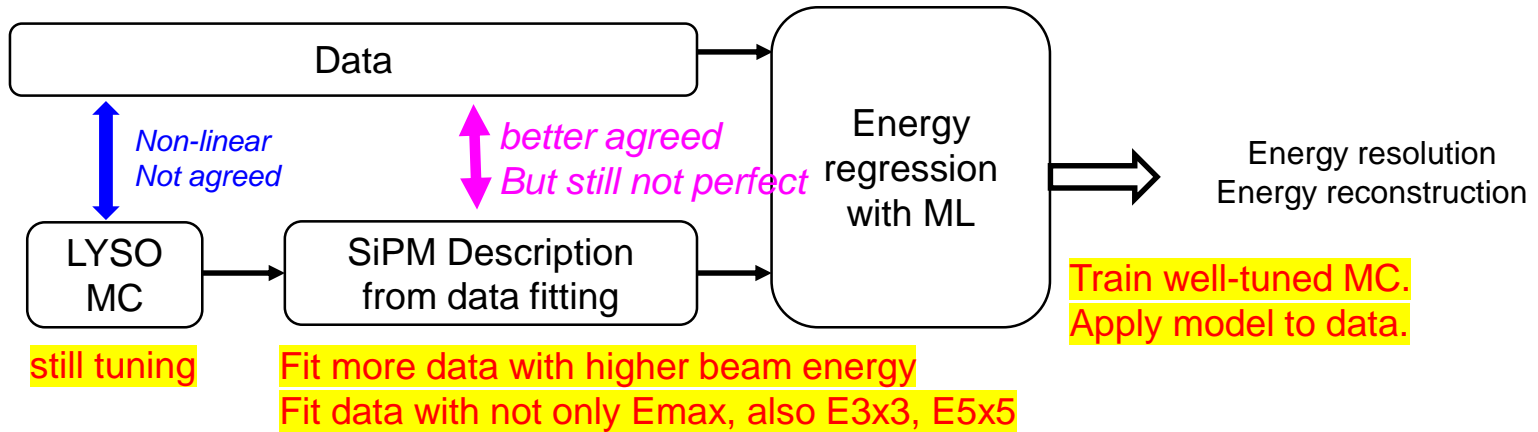 Data
Non-linear
Not agreed
better agreed
But still not perfect
Energy
regression
with ML
Energy resolution
Energy reconstruction
LYSO
MC
SiPM Description
from data fitting
Train well-tuned MC.
Apply model to data.
still tuning
Fit more data with higher beam energy
Fit data with not only Emax, also E3x3, E5x5